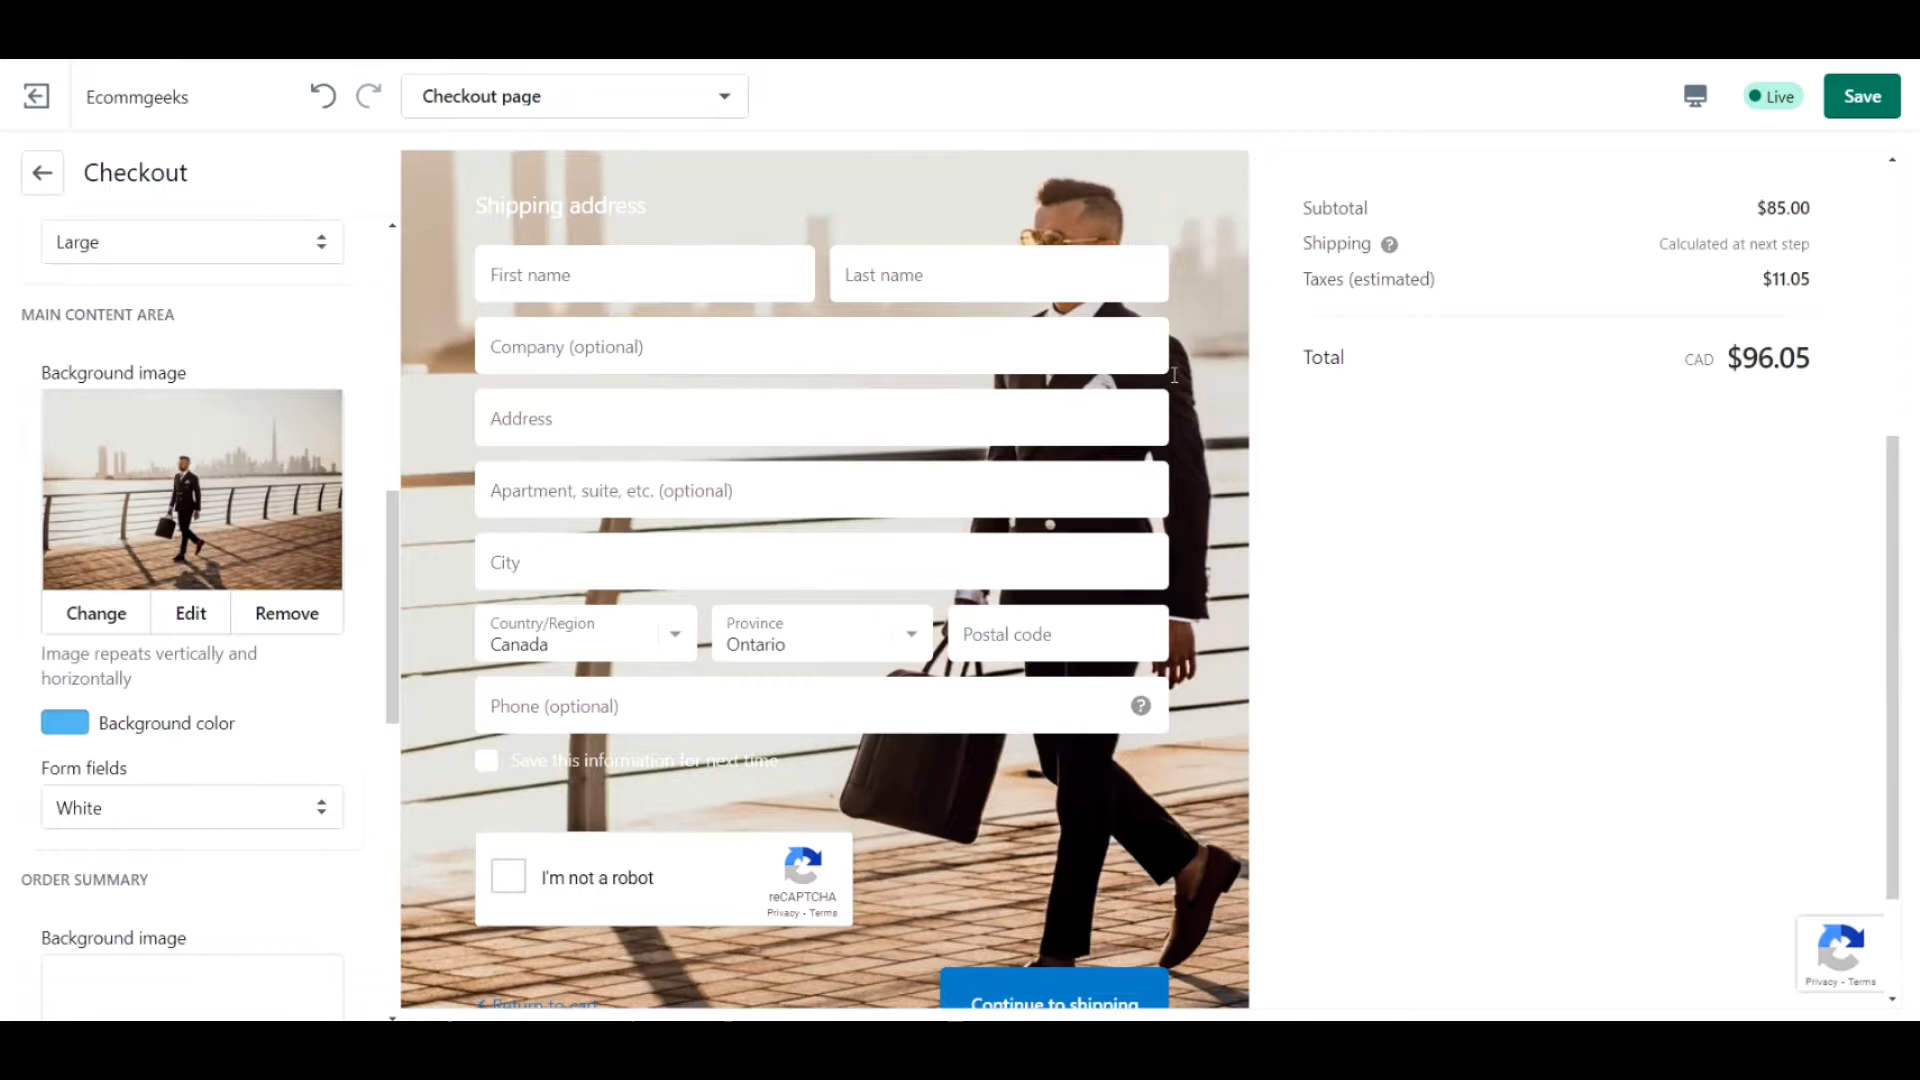 Ecommgeeks
Checkout page
Live
Save
Checkout
Large
MAIN CONTENT AREA
Background image
Change
Edit
Remove
Image repeats vertically and
horizontally
Background color
Form fields
White
ORDER SUMMARY
Background image
Shipping address
First name
Last name
Company (optional)
Address
Apartment, suite, etc. (optional)
City
Country/Region
Canada
Province
Ontario
Postal code
Phone (optional)
?
Save this information for next time
I'm not a robot
reCAPTCHA
Privacy - Terms
< Return to cart
Continue to shipping
Subtotal
$85.00
Shipping ?
Calculated at next step
Taxes (estimated)
$11.05
Total
CAD $96.05
Privacy - Terms